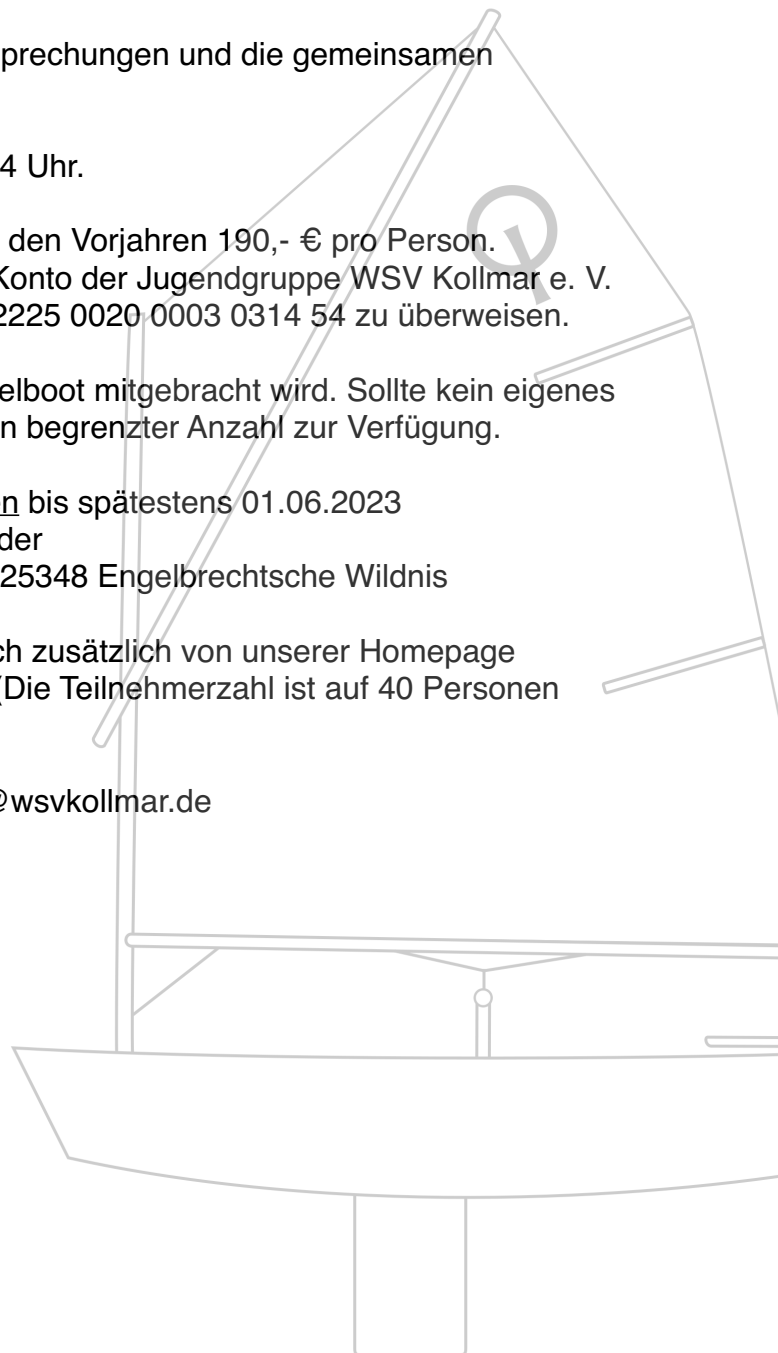 prechungen und die gemeinsamen
4 Uhr.
den Vorjahren 190,- € pro Person.
Konto der Jugendgruppe WSV Kollmar e. V.
2225 0020 0003 0314 54 zu überweisen.
elboot mitgebracht wird. Sollte kein eigenes
n begrenzter Anzahl zur Verfügung.
en bis spätestens 01.06.2023
der
25348 Engelbrechtsche Wildnis
ch zusätzlich von unserer Homepage
(Die Teilnehmerzahl ist auf 40 Personen
@wsvkollmar.de